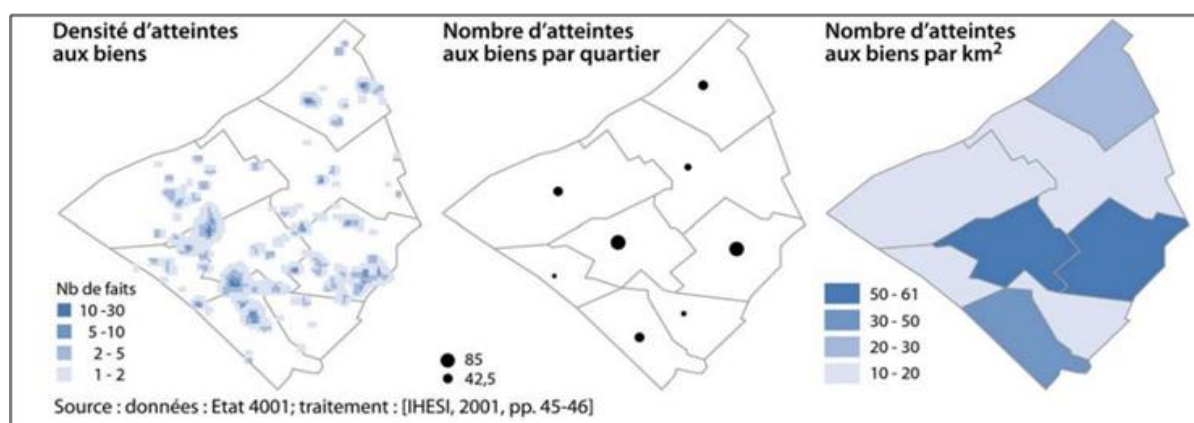 Densité d'atteintes
aux biens
Nb de faits
10 -30
5 -10
2 - 5
1 - 2
Nombre d'atteintes
aux biens par quartier
85
42,5
Nombre d'atteintes
aux biens par km²
50 - 61
30 - 50
20 - 30
10 - 20
Source : données : Etat 4001; traitement : [IHESI, 2001, pp. 45-46]